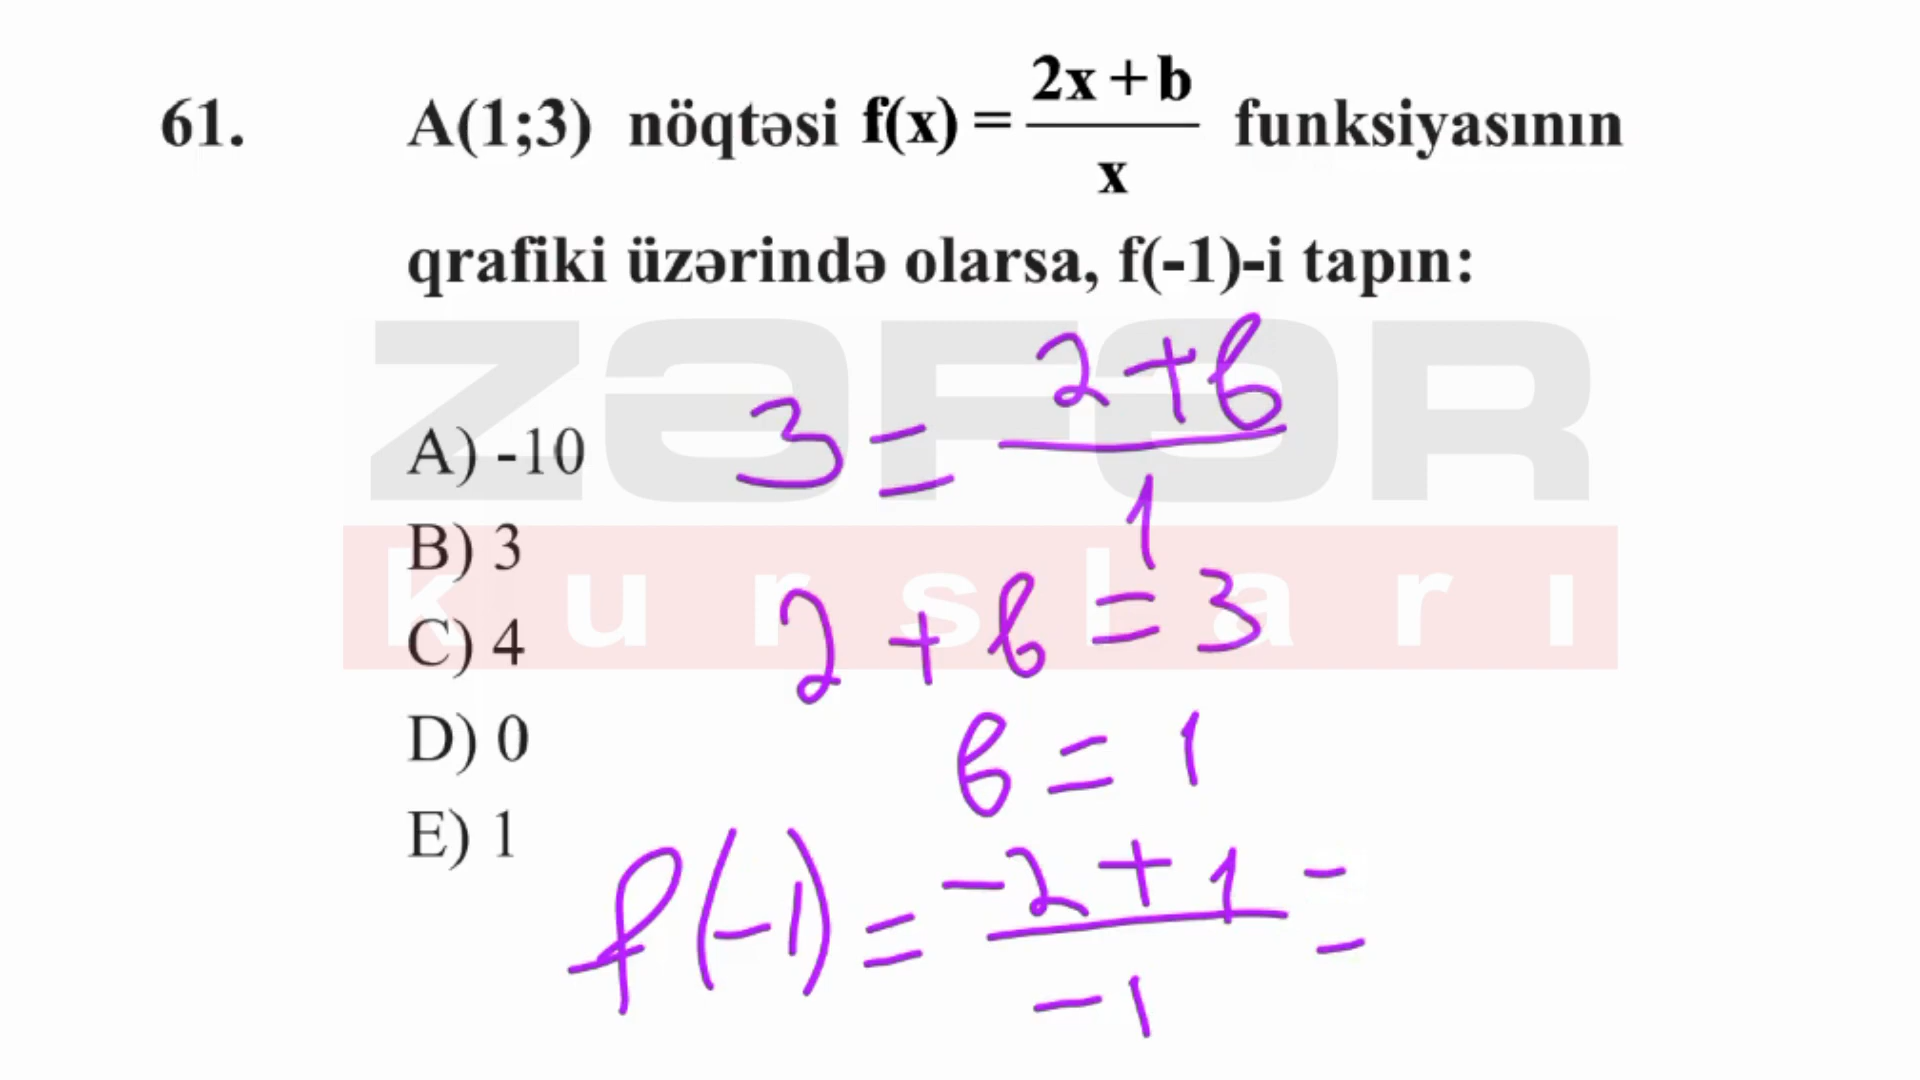 61. A(1;3) nöqtəsi f(x) = (2x + b)/x funksiyasının
qrafiki üzərində olarsa, f(-1)-i tapın:
ZƏFƏR
kursları
A) -10
B) 3
C) 4
D) 0
E) 1
3 = (2+b)/1
2 + b = 3
b = 1
f(-1) = (-2+1)/-1 =